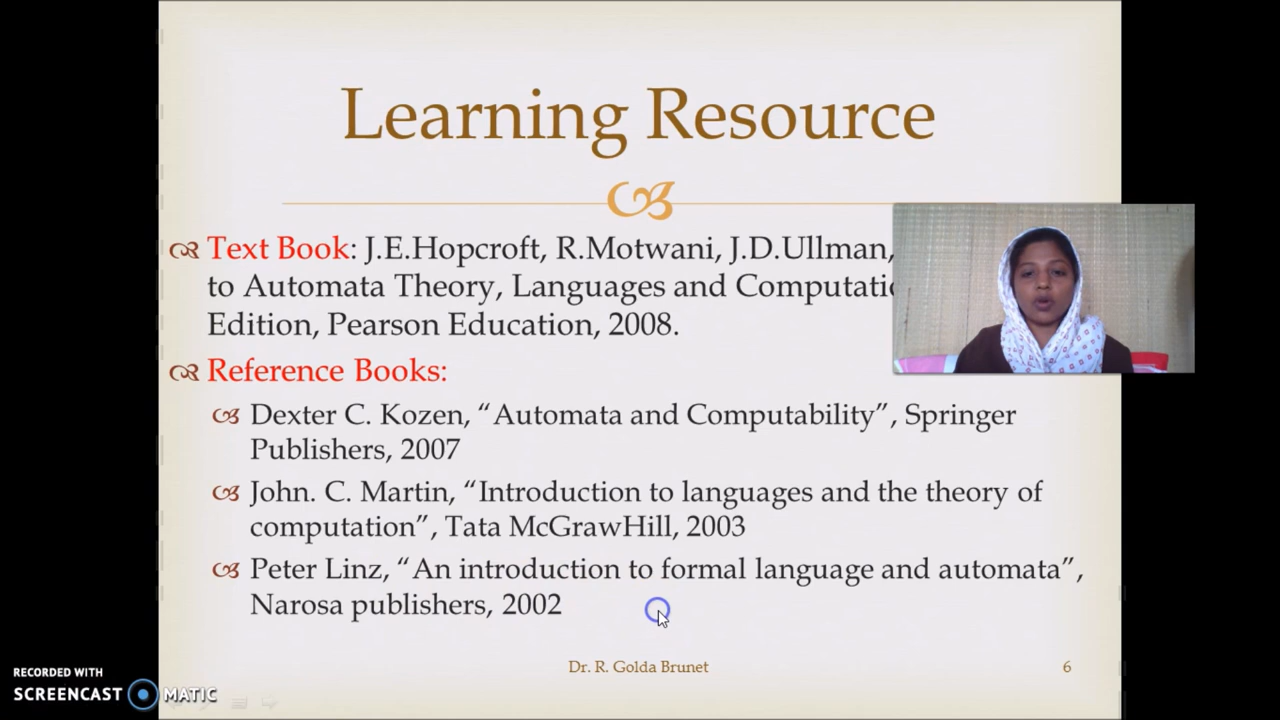 Learning Resource
Text Book: J.E.Hopcroft, R.Motwani, J.D.Ullman,
to Automata Theory, Languages and Computatio
Edition, Pearson Education, 2008.
Reference Books:
Dexter C. Kozen, “Automata and Computability”, Springer
Publishers, 2007
John. C. Martin, “Introduction to languages and the theory of
computation”, Tata McGrawHill, 2003
Peter Linz, “An introduction to formal language and automata”,
Narosa publishers, 2002
Dr. R. Golda Brunet 6
RECORDED WITH
SCREENCAST MATIC